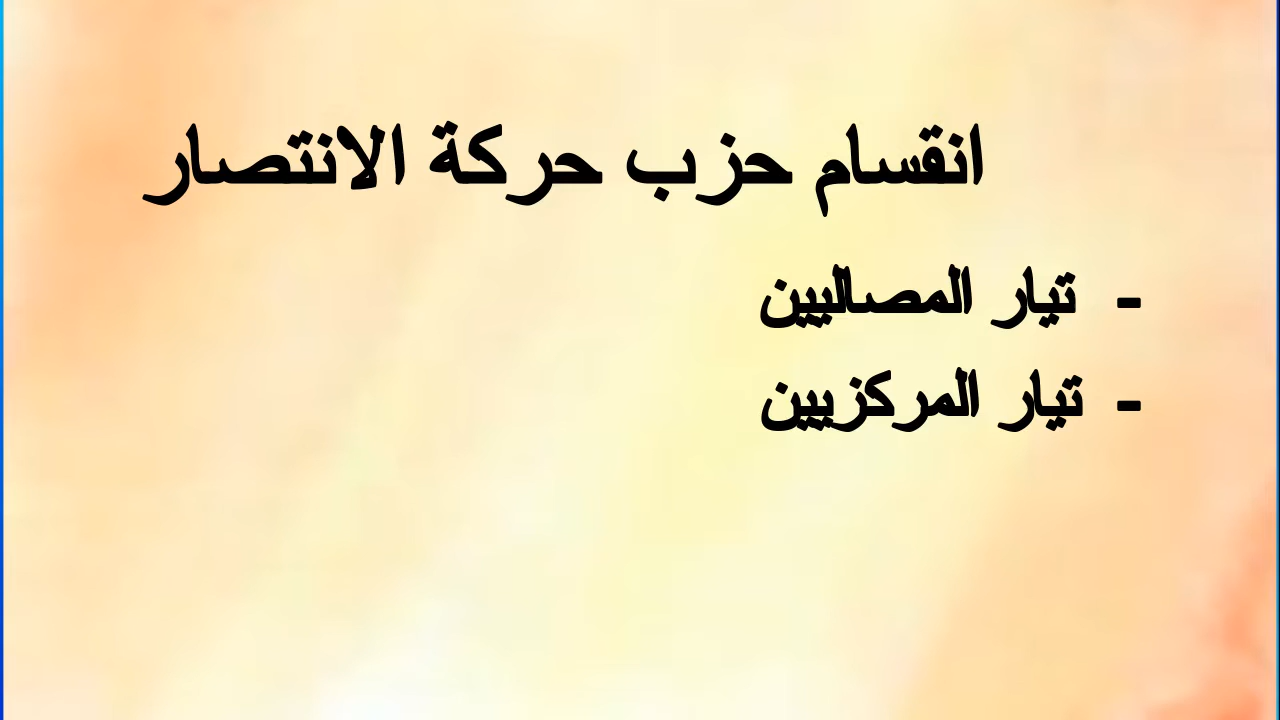 انقسام حزب حركة الانتصار
- تيار المصاليين
- تيار المركزيين